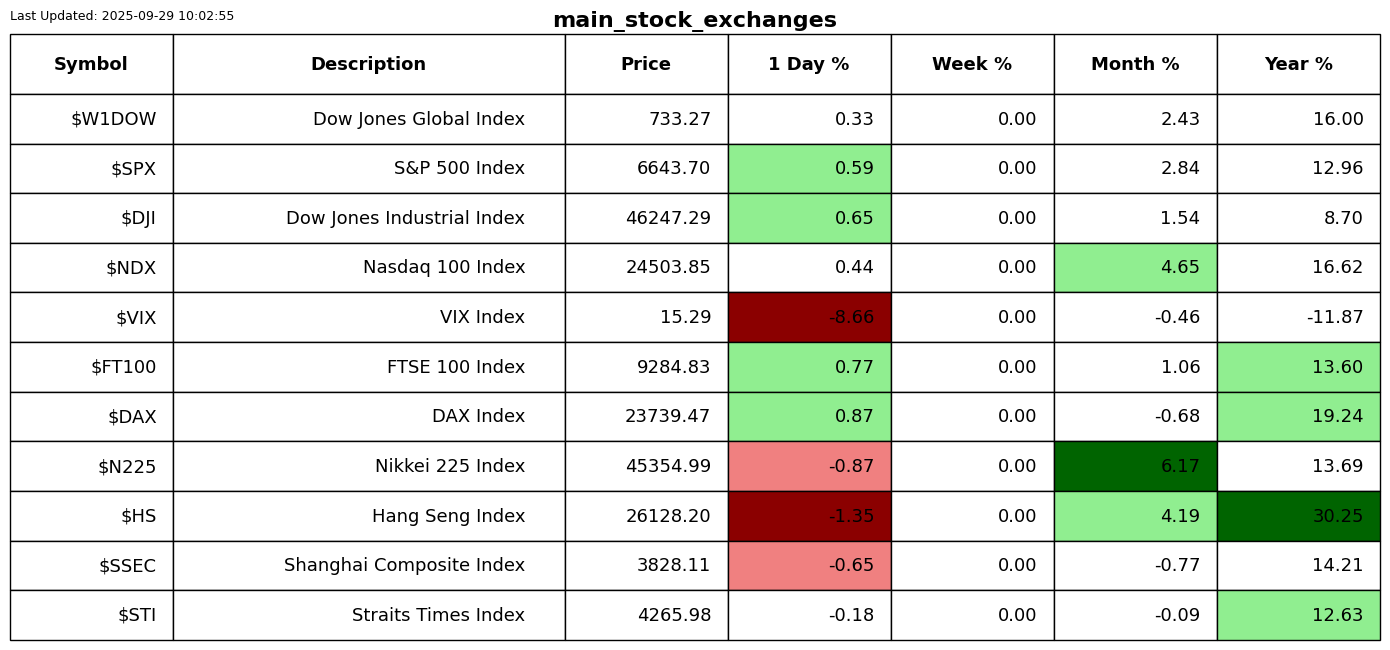 Last Updated: 2025-09-29 10:02:55
main_stock_exchanges
Symbol Description Price 1 Day % Week % Month % Year %
$W1DOW Dow Jones Global Index 733.27 0.33 0.00 2.43 16.00
$SPX S&P 500 Index 6643.70 0.59 0.00 2.84 12.96
$DJI Dow Jones Industrial Index 46247.29 0.65 0.00 1.54 8.70
$NDX Nasdaq 100 Index 24503.85 0.44 0.00 4.65 16.62
$VIX VIX Index 15.29 -8.66 0.00 -0.46 -11.87
$FT100 FTSE 100 Index 9284.83 0.77 0.00 1.06 13.60
$DAX DAX Index 23739.47 0.87 0.00 -0.68 19.24
$N225 Nikkei 225 Index 45354.99 -0.87 0.00 6.17 13.69
$HS Hang Seng Index 26128.20 -1.35 0.00 4.19 30.25
$SSEC Shanghai Composite Index 3828.11 -0.65 0.00 -0.77 14.21
$STI Straits Times Index 4265.98 -0.18 0.00 -0.09 12.63